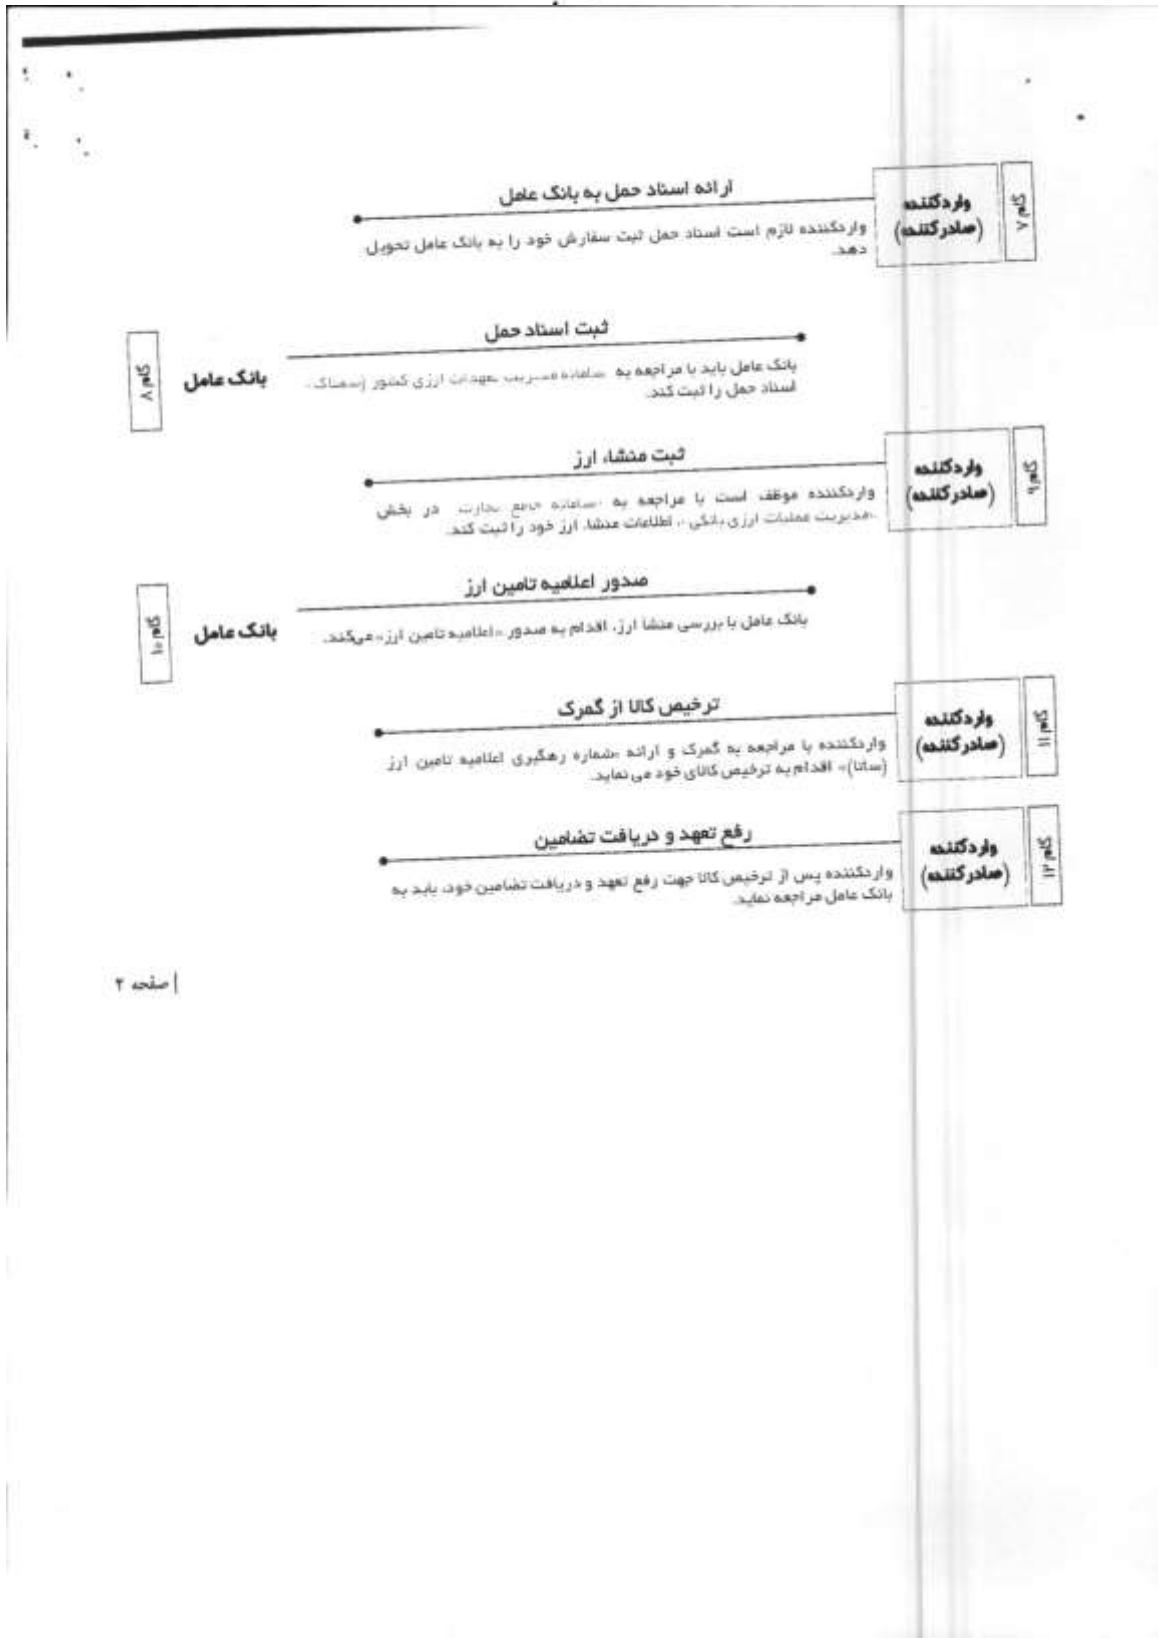 گام ۷
واردکننده
(صادرکننده)
ارائه اسناد حمل به بانک عامل
واردکننده لازم است اسناد حمل ثبت سفارش خود را به بانک عامل تحویل
دهد.
ثبت اسناد حمل
بانک عامل باید با مراجعه به سامانه تعهدات ارزی کشور (سمتاک)
اسناد حمل را ثبت کند.
بانک عامل
گام ۸
گام ۹
واردکننده
(صادرکننده)
ثبت منشاء ارز
واردکننده موظف است با مراجعه به «سامانه جامع تجارت» در بخش
«مدیریت عملیات ارزی بانکی»، اطلاعات منشاء ارز خود را ثبت کند.
صدور اعلامیه تامین ارز
بانک عامل با بررسی منشا ارز، اقدام به صدور «اعلامیه تامین ارز» می‌کند.
بانک عامل
گام ۱۰
گام ۱۱
واردکننده
(صادرکننده)
ترخیص کالا از گمرک
واردکننده با مراجعه به گمرک و ارائه «شماره رهگیری اعلامیه تامین ارز
(ساتا)» اقدام به ترخیص کالای خود می نماید.
گام ۱۲
واردکننده
(صادرکننده)
رفع تعهد و دریافت تضامین
واردکننده پس از ترخیص کالا جهت رفع تعهد و دریافت تضامین خود، باید به
بانک عامل مراجعه نماید.
| صفحه ۲